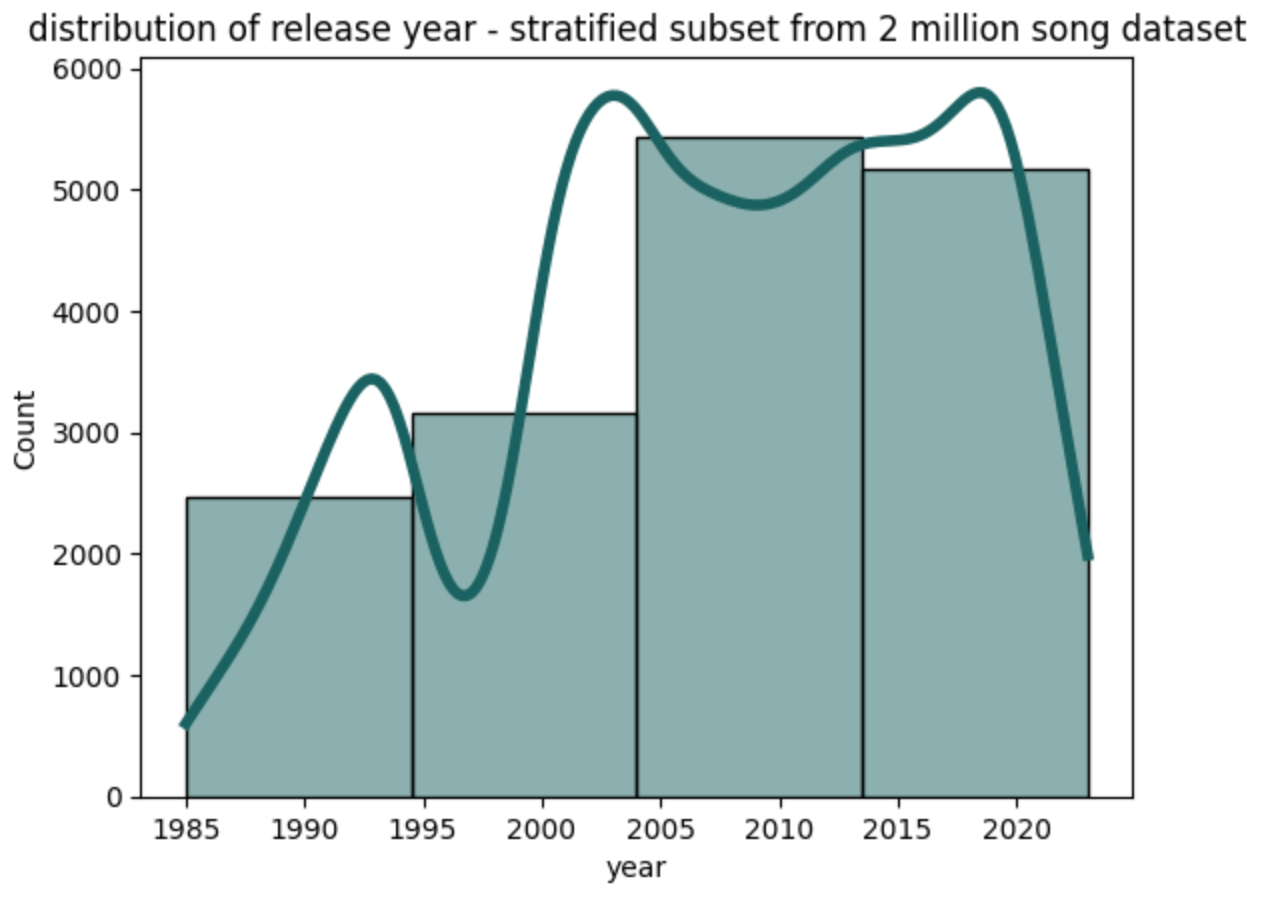 distribution of release year - stratified subset from 2 million song dataset
6000
5000
4000
3000
2000
1000
0
Count
1985 1990 1995 2000 2005 2010 2015 2020
year